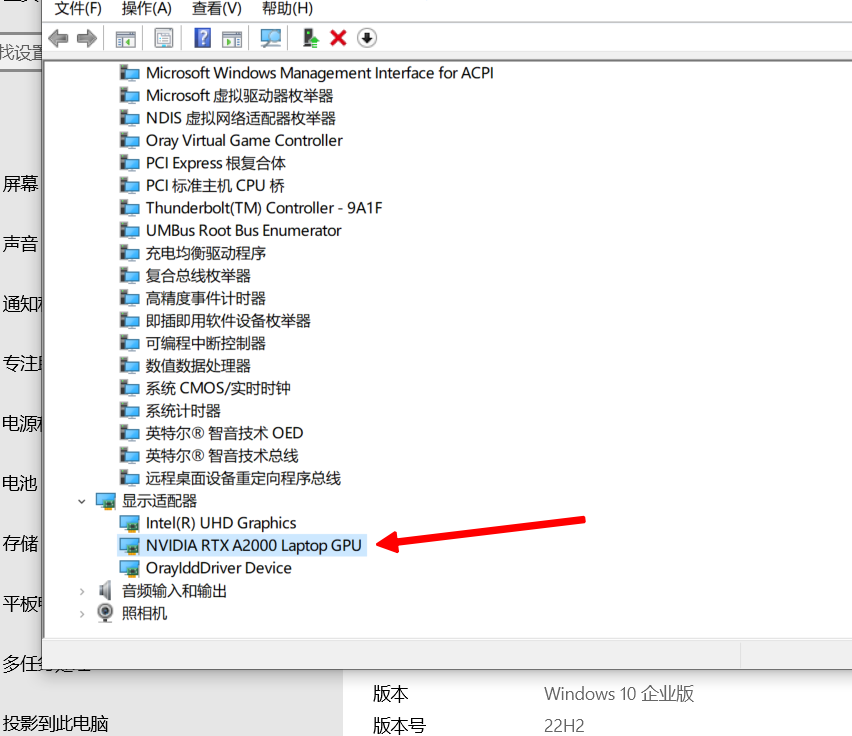 文件(F) 操作(A) 查看(V) 帮助(H)
找设置
Microsoft Windows Management Interface for ACPI
Microsoft 虚拟驱动器枚举器
NDIS 虚拟网络适配器枚举器
Oray Virtual Game Controller
PCI Express 根复合体
PCI 标准主机 CPU 桥
Thunderbolt(TM) Controller - 9A1F
UMBus Root Bus Enumerator
充电均衡驱动程序
复合总线枚举器
高精度事件计时器
即插即用软件设备枚举器
可编程中断控制器
数值数据处理器
系统 CMOS/实时时钟
系统计时器
英特尔® 智音技术 OED
英特尔® 智音技术总线
远程桌面设备重定向程序总线
显示适配器
Intel(R) UHD Graphics
NVIDIA RTX A2000 Laptop GPU
OrayIddDriver Device
音频输入和输出
照相机
屏幕
声音
通知
专注
电源
电池
存储
平板
多任
投影到此电脑
版本 Windows 10 企业版
版本号 22H2